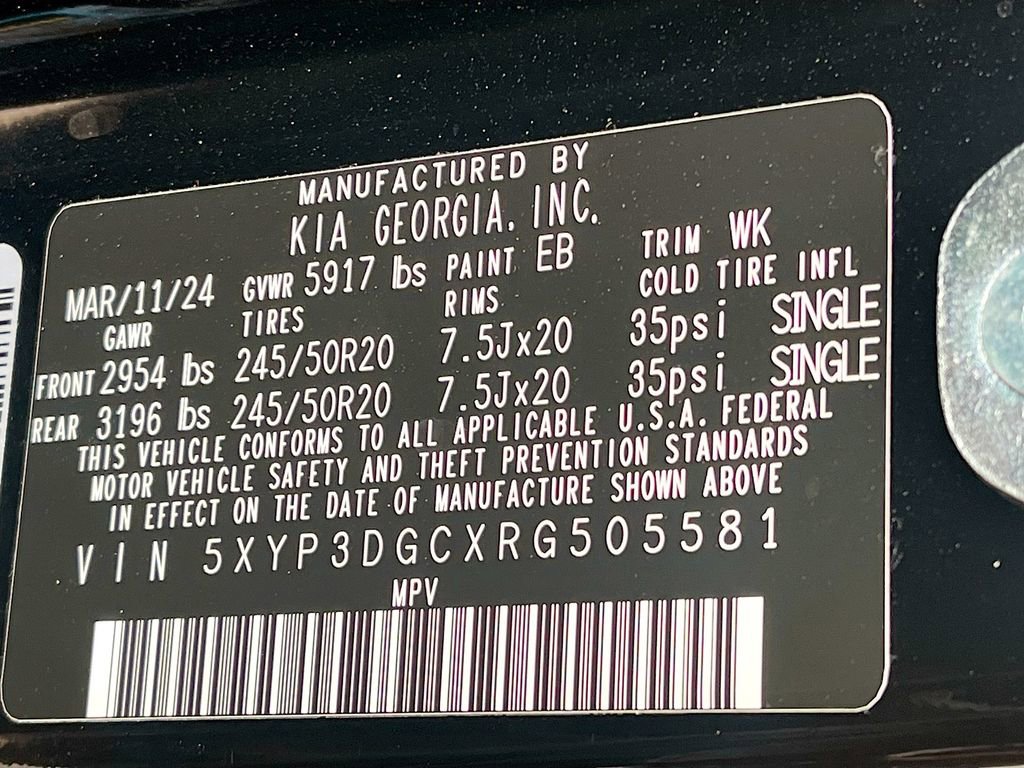 MANUFACTURED BY
KIA GEORGIA, INC.
MAR/11/24 GVWR 5917 lbs PAINT EB TRIM WK
GAWR TIRES RIMS COLD TIRE INFL
FRONT 2954 lbs 245/50R20 7.5Jx20 35psi SINGLE
REAR 3196 lbs 245/50R20 7.5Jx20 35psi SINGLE
THIS VEHICLE CONFORMS TO ALL APPLICABLE U.S.A. FEDERAL
MOTOR VEHICLE SAFETY AND THEFT PREVENTION STANDARDS
IN EFFECT ON THE DATE OF MANUFACTURE SHOWN ABOVE
VIN 5XYP3DGCXRG505581
MPV